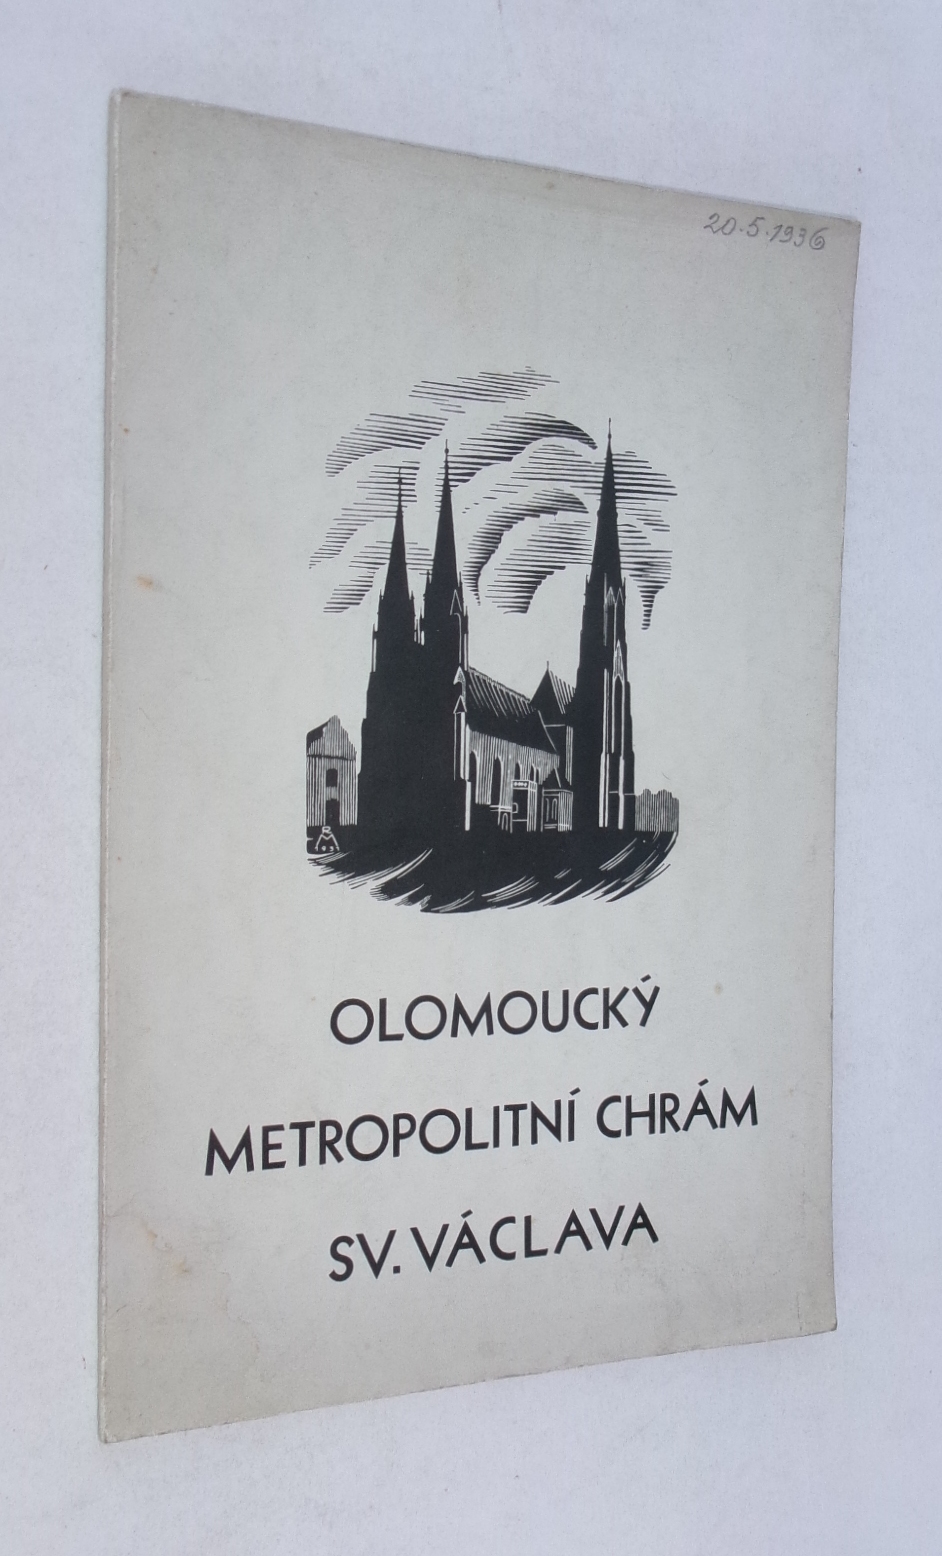 20.5.1936
OLOMOUCKÝ
METROPOLITNÍ CHRÁM
SV. VÁCLAVA